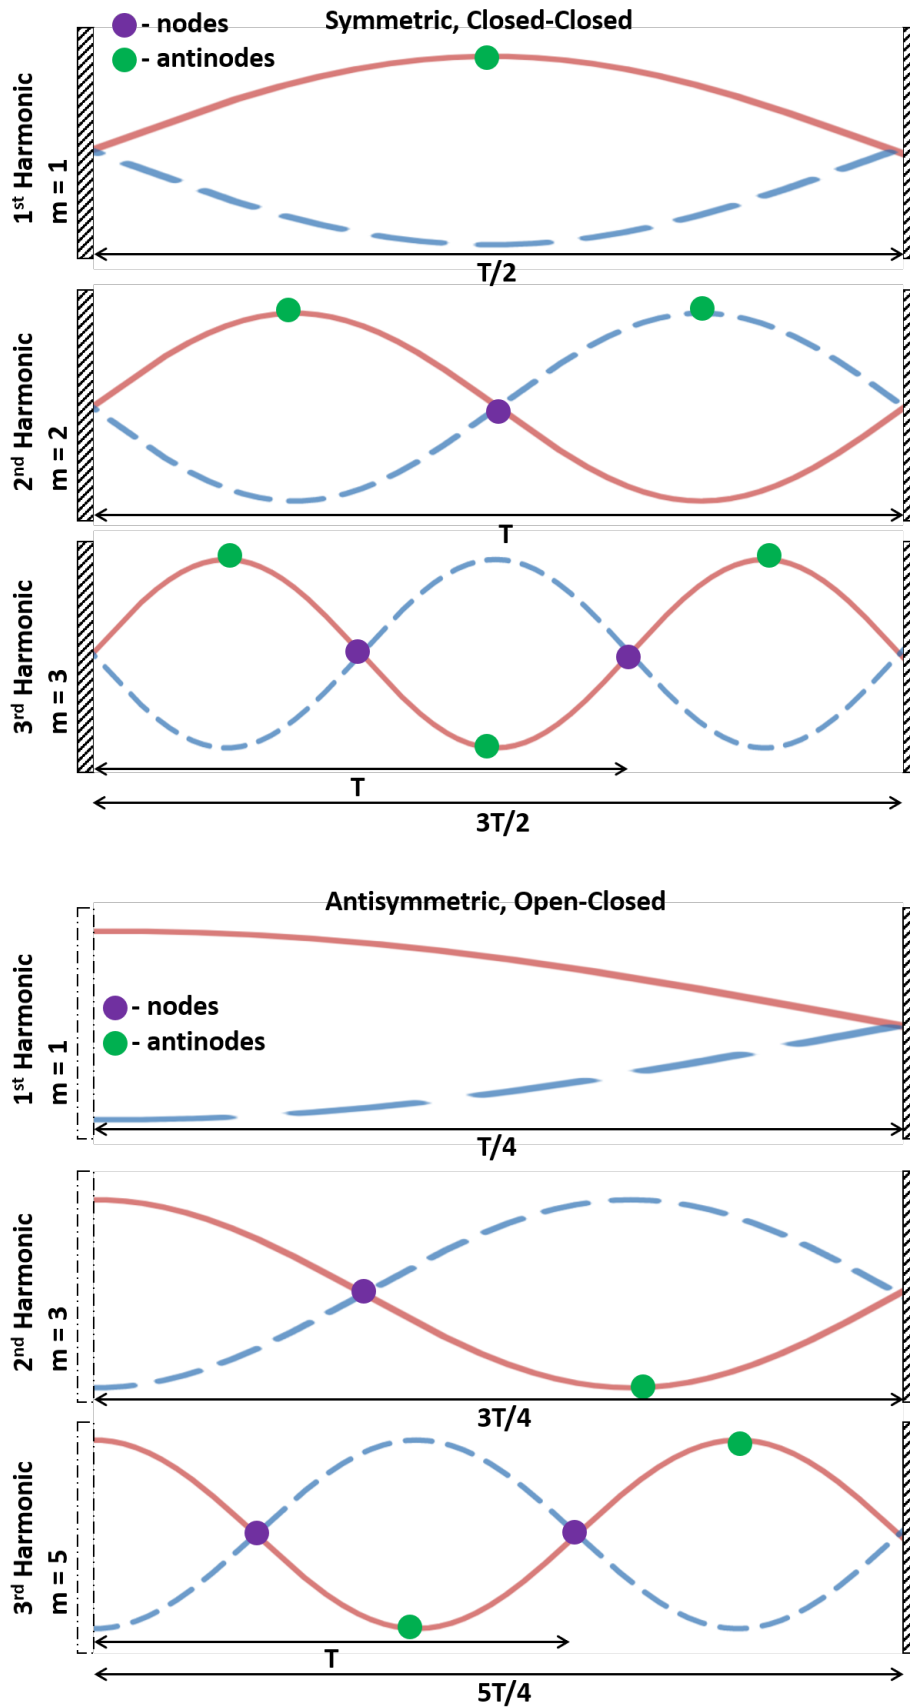 Symmetric, Closed-Closed
- nodes
- antinodes
1st Harmonic
m = 1
T/2
2nd Harmonic
m = 2
T
3rd Harmonic
m = 3
T
3T/2
Antisymmetric, Open-Closed
1st Harmonic
m = 1
- nodes
- antinodes
T/4
2nd Harmonic
m = 3
3T/4
3rd Harmonic
m = 5
T
5T/4